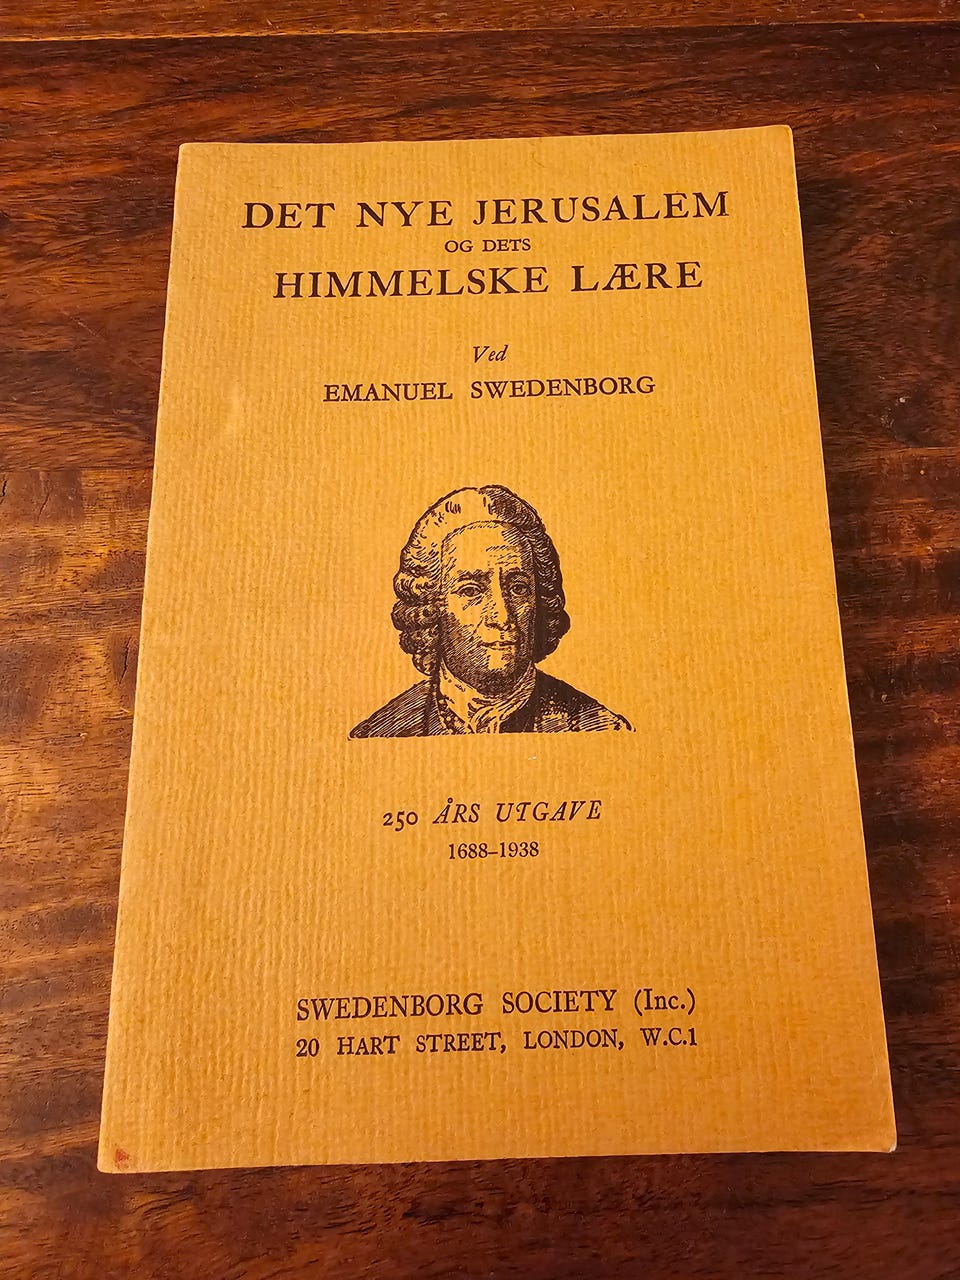 DET NYE JERUSALEM
OG DETS
HIMMELSKE LÆRE
Ved
EMANUEL SWEDENBORG
250 ÅRS UTGAVE
1688–1938
SWEDENBORG SOCIETY (Inc.)
20 HART STREET, LONDON, W.C.1